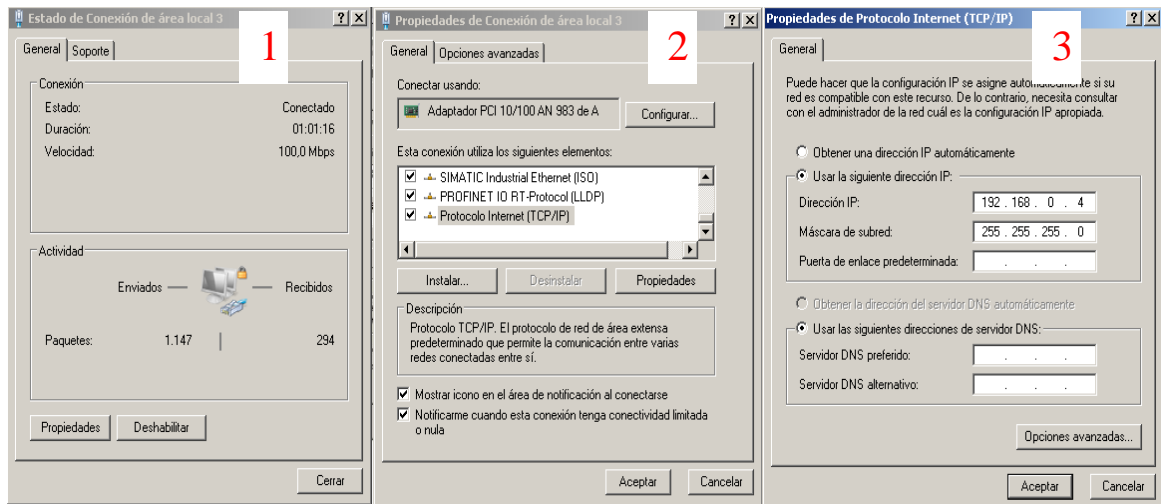 Estado de Conexión de área local 3
1
General
Soporte
Conexión
Estado: Conectado
Duración: 01:01:16
Velocidad: 100,0 Mbps
Actividad
Enviados — — Recibidos
Paquetes: 1.147 | 294
Propiedades
Deshabilitar
Cerrar
Propiedades de Conexión de área local 3
2
General
Opciones avanzadas
Conectar usando:
Adaptador PCI 10/100 AN 983 de A
Configurar...
Esta conexión utiliza los siguientes elementos:
SIMATIC Industrial Ethernet (ISO)
PROFINET IO RT-Protocol (LLDP)
Protocolo Internet (TCP/IP)
Instalar...
Desinstalar
Propiedades
Descripción
Protocolo TCP/IP. El protocolo de red de área extensa
predeterminado que permite la comunicación entre varias
redes conectadas entre sí.
Mostrar icono en el área de notificación al conectarse
Notificarme cuando esta conexión tenga conectividad limitada
o nula
Aceptar
Cancelar
Propiedades de Protocolo Internet (TCP/IP)
3
General
Puede hacer que la configuración IP se asigne automáticamente si su
red es compatible con este recurso. De lo contrario, necesita consultar
con el administrador de la red cuál es la configuración IP apropiada.
Obtener una dirección IP automáticamente
Usar la siguiente dirección IP:
Dirección IP: 192 . 168 . 0 . 4
Máscara de subred: 255 . 255 . 255 . 0
Puerta de enlace predeterminada: . . .
Obtener la dirección del servidor DNS automáticamente
Usar las siguientes direcciones de servidor DNS:
Servidor DNS preferido: . . .
Servidor DNS alternativo: . . .
Opciones avanzadas...
Aceptar
Cancelar